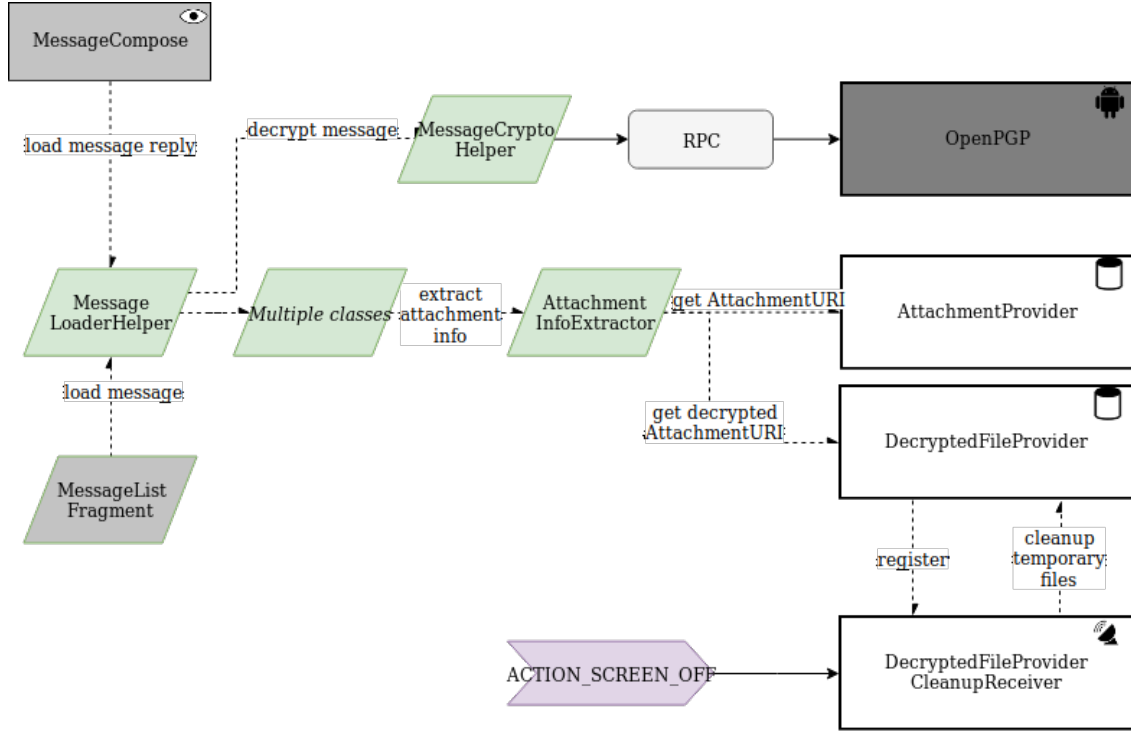 MessageCompose
load message reply
decrypt message
MessageCrypto
Helper
RPC
OpenPGP
Message
LoaderHelper
Multiple classes
extract
attachment
info
Attachment
InfoExtractor
get AttachmentURI
AttachmentProvider
load message
get decrypted
AttachmentURI
DecryptedFileProvider
MessageList
Fragment
register
cleanup
temporary
files
ACTION_SCREEN_OFF
DecryptedFileProvider
CleanupReceiver